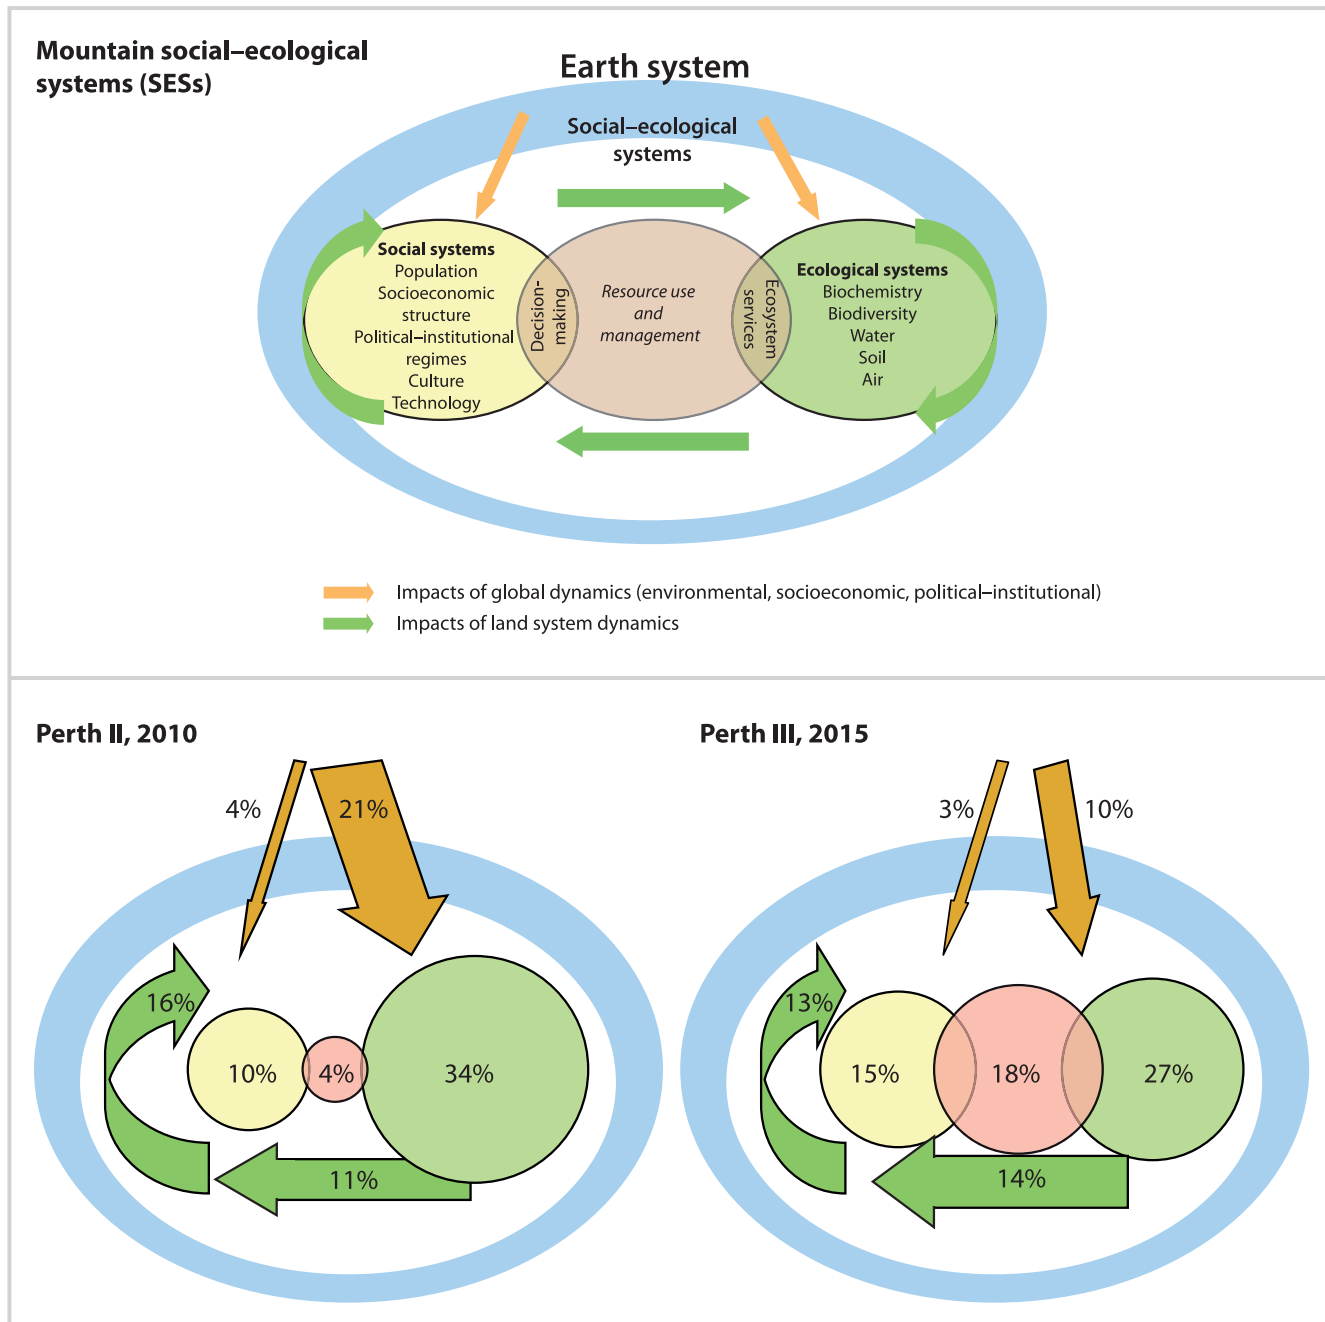 Mountain social–ecological
systems (SESs)
Earth system
Social–ecological
systems
Social systems
Population
Socioeconomic
structure
Political–institutional
regimes
Culture
Technology
Decision-
making
Resource use
and
management
Ecosystem
services
Ecological systems
Biochemistry
Biodiversity
Water
Soil
Air
Impacts of global dynamics (environmental, socioeconomic, political–institutional)
Impacts of land system dynamics
Perth II, 2010
4%
21%
16%
10%
4%
34%
11%
Perth III, 2015
3%
10%
13%
15%
18%
27%
14%